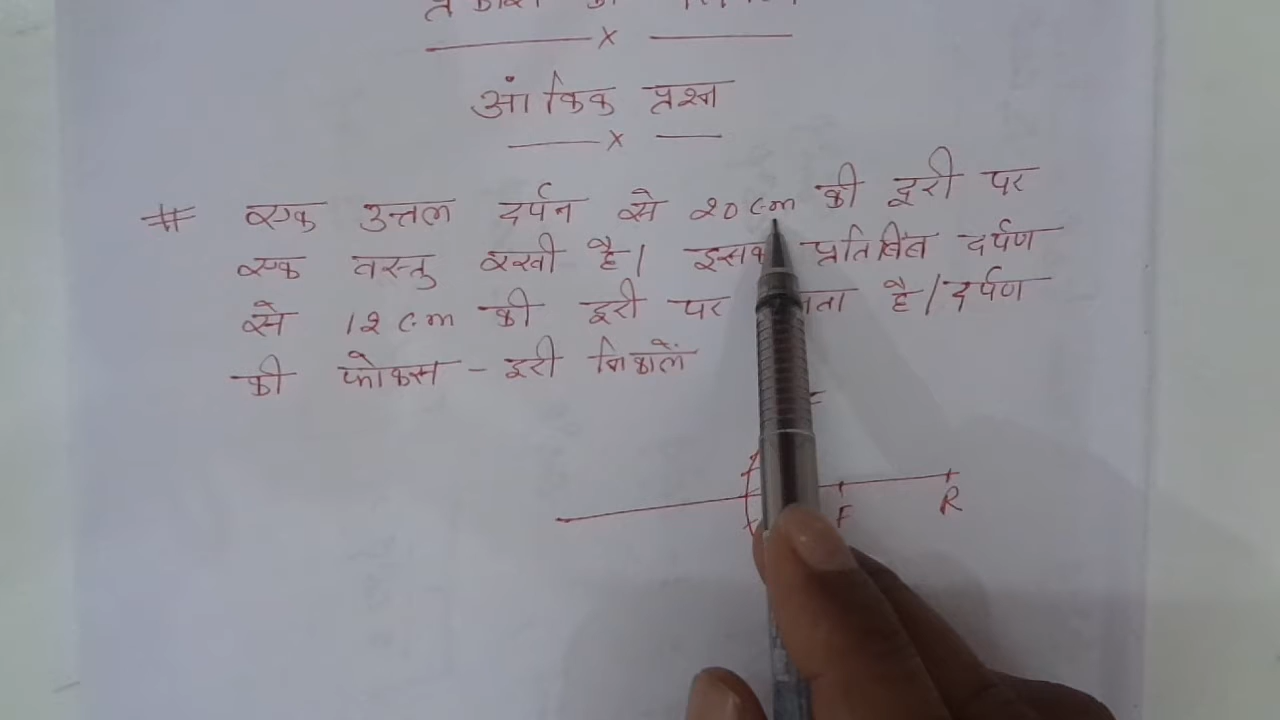 आंकिक प्रश्न
# एक उत्तल दर्पन से 20 cm की दूरी पर
एक वस्तु रखी है। प्रतिबिंब दर्पण
से 12 cm की दूरी पर है। दर्पण
की फोकस - दूरी निकालें
F R